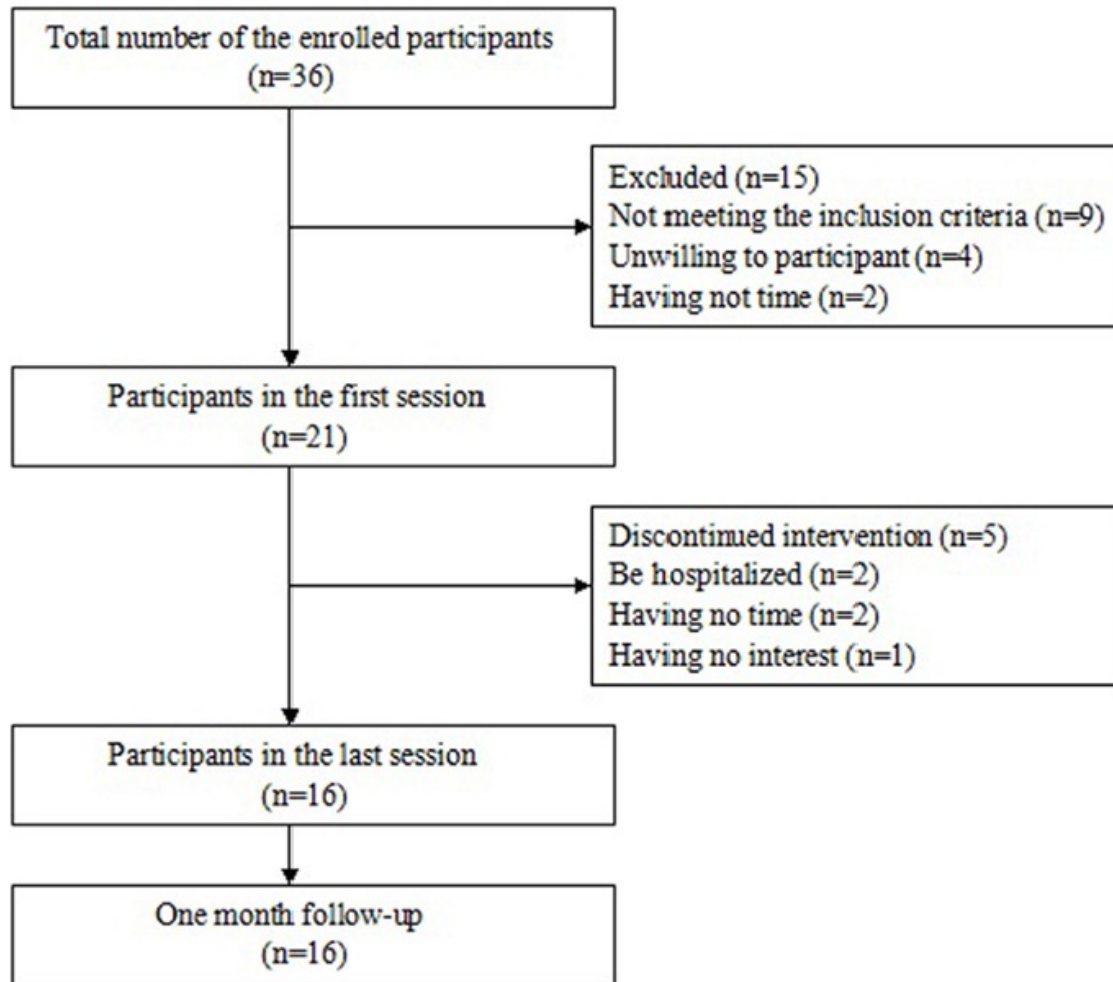 Total number of the enrolled participants
(n=36)
Excluded (n=15)
Not meeting the inclusion criteria (n=9)
Unwilling to participant (n=4)
Having not time (n=2)
Participants in the first session
(n=21)
Discontinued intervention (n=5)
Be hospitalized (n=2)
Having no time (n=2)
Having no interest (n=1)
Participants in the last session
(n=16)
One month follow-up
(n=16)